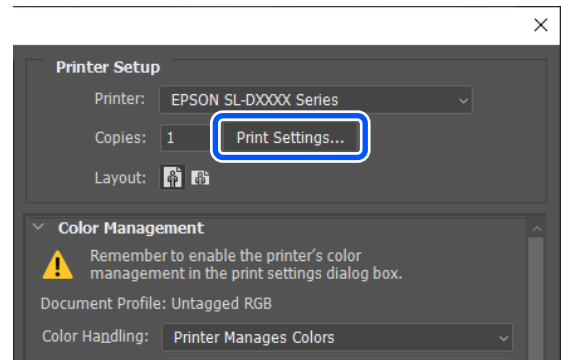 Printer Setup
Printer: EPSON SL-DXXXX Series
Copies: 1 Print Settings...
Layout:
Color Management
Remember to enable the printer's color
management in the print settings dialog box.
Document Profile: Untagged RGB
Color Handling: Printer Manages Colors